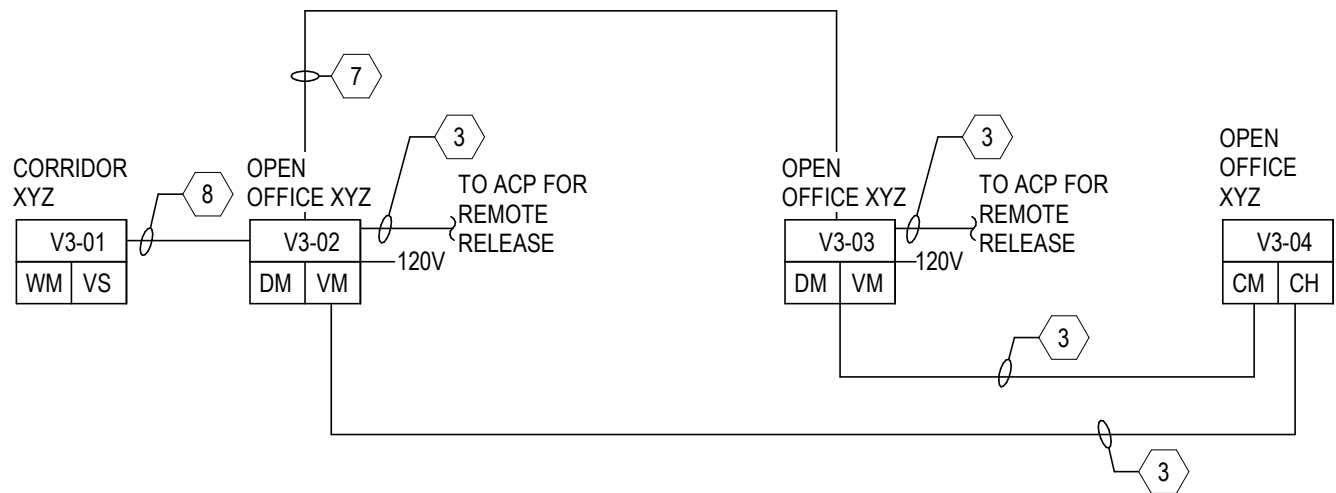 7
3
3
CORRIDOR
XYZ
8
OPEN
OFFICE XYZ
TO ACP FOR
REMOTE
RELEASE
OPEN
OFFICE XYZ
TO ACP FOR
REMOTE
RELEASE
OPEN
OFFICE
XYZ
V3-01
WM VS
V3-02
120V
DM VM
V3-03
120V
DM VM
V3-04
CM CH
3
3